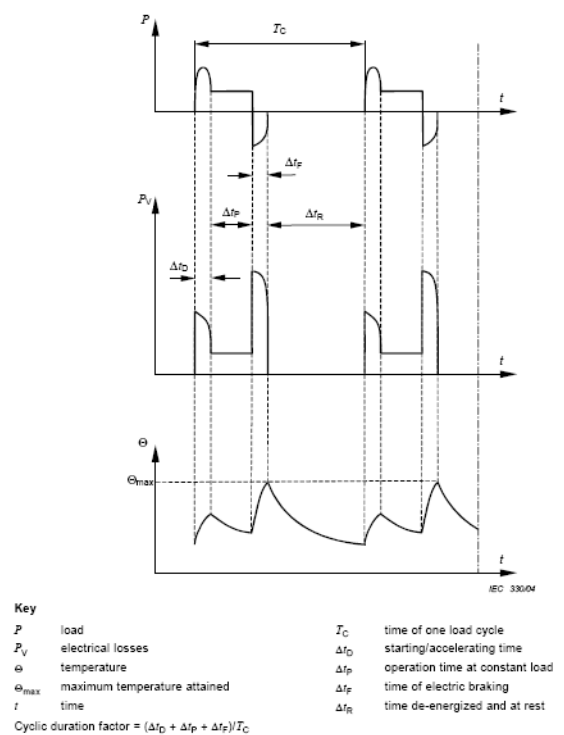 P
T_C
t
Δt_F
P_V
Δt_P
Δt_R
Δt_D
t
Θ
Θ_max
t
IEC 330/04
Key
P load
P_V electrical losses
Θ temperature
Θ_max maximum temperature attained
t time
T_C time of one load cycle
Δt_D starting/accelerating time
Δt_P operation time at constant load
Δt_F time of electric braking
Δt_R time de-energized and at rest
Cyclic duration factor = (Δt_D + Δt_P + Δt_F)/T_C